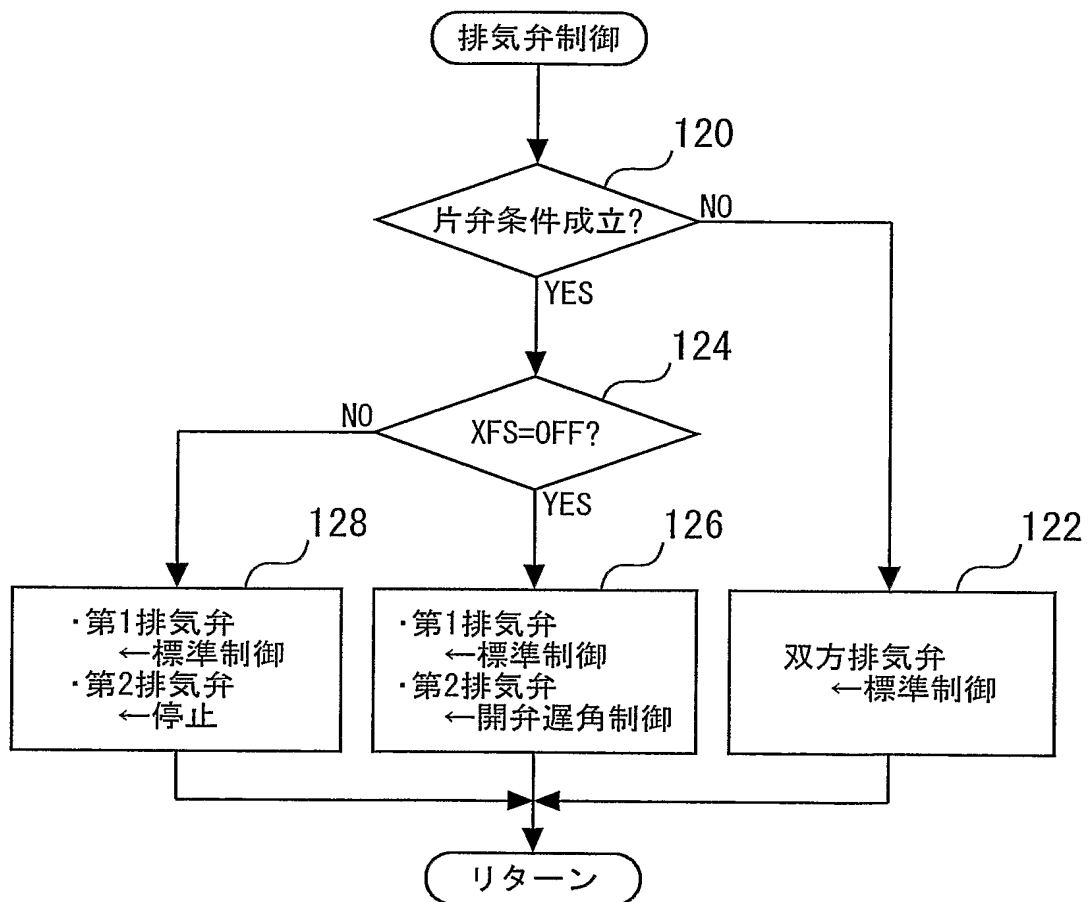 排気弁制御
120
片弁条件成立?
NO
YES
124
XFS=OFF?
NO
YES
128
・第1排気弁
←標準制御
・第2排気弁
←停止
126
・第1排気弁
←標準制御
・第2排気弁
←開弁遅角制御
122
双方排気弁
←標準制御
リターン